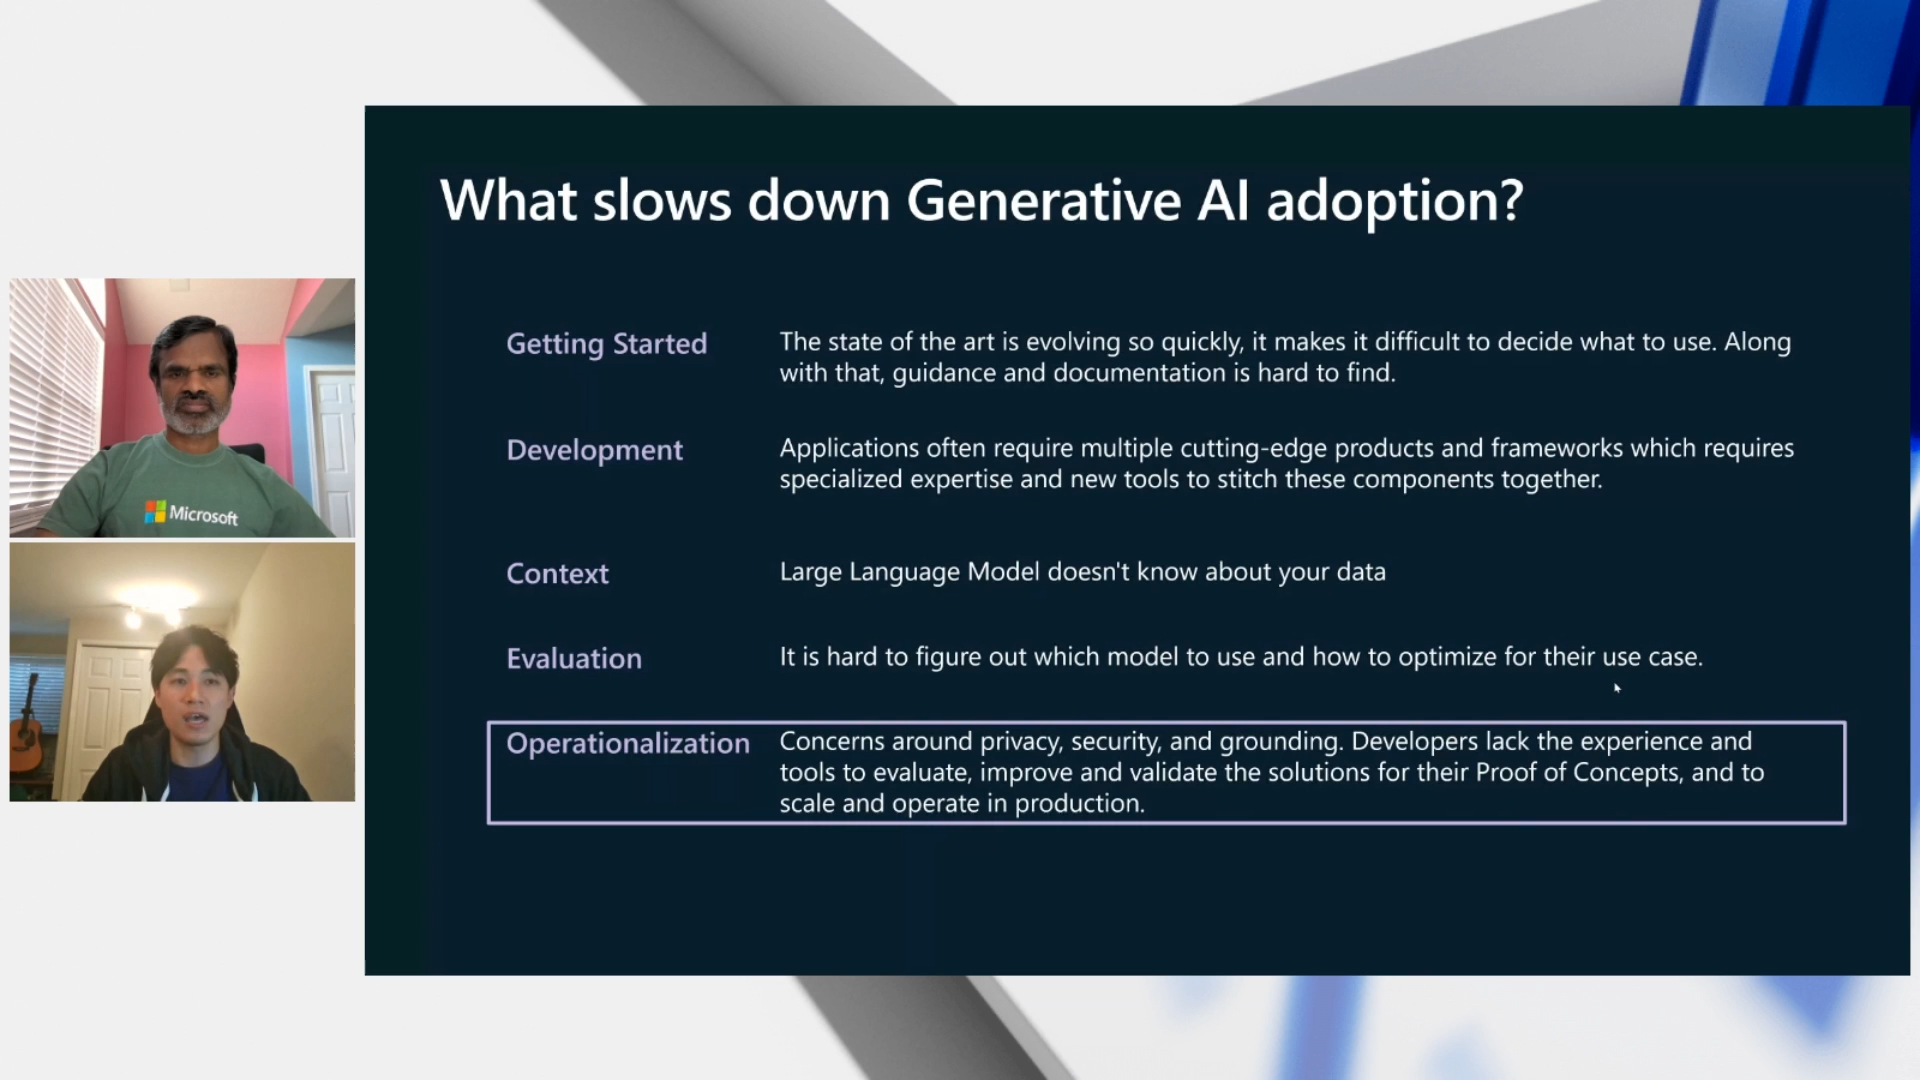 What slows down Generative AI adoption?
Getting Started
The state of the art is evolving so quickly, it makes it difficult to decide what to use. Along
with that, guidance and documentation is hard to find.
Development
Applications often require multiple cutting-edge products and frameworks which requires
specialized expertise and new tools to stitch these components together.
Context
Large Language Model doesn't know about your data
Evaluation
It is hard to figure out which model to use and how to optimize for their use case.
Operationalization
Concerns around privacy, security, and grounding. Developers lack the experience and
tools to evaluate, improve and validate the solutions for their Proof of Concepts, and to
scale and operate in production.
Microsoft